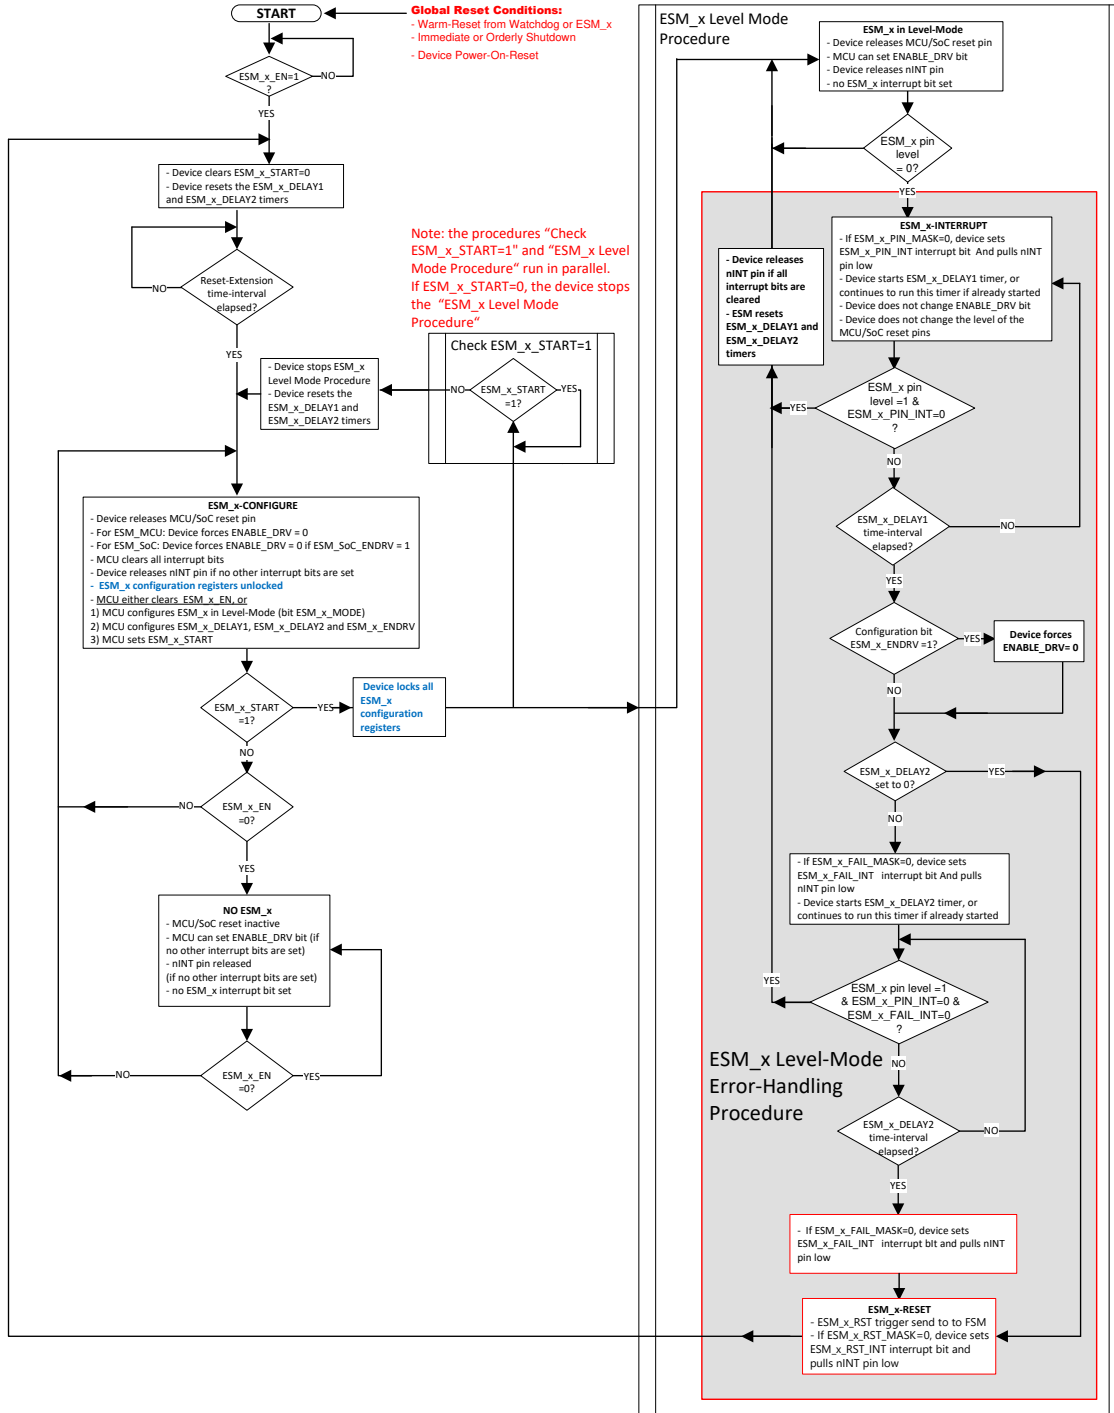 START
Global Reset Conditions:
- Warm-Reset from Watchdog or ESM_x
- Immediate or Orderly Shutdown
- Device Power-On-Reset
ESM_x_EN=1
?
NO
YES
- Device clears ESM_x_START=0
- Device resets the ESM_x_DELAY1
and ESM_x_DELAY2 timers
Reset-Extension
time-interval
elapsed?
NO
YES
Note: the procedures “Check
ESM_x_START=1" and “ESM_x Level
Mode Procedure“ run in parallel.
If ESM_x_START=0, the device stops
the “ESM_x Level Mode
Procedure“
Check ESM_x_START=1
ESM_x_START
=1?
YES
NO
- Device stops ESM_x
Level Mode Procedure
- Device resets the
ESM_x_DELAY1 and
ESM_x_DELAY2 timers
ESM_x-CONFIGURE
- Device releases MCU/SoC reset pin
- For ESM_MCU: Device forces ENABLE_DRV = 0
- For ESM_SoC: Device forces ENABLE_DRV = 0 if ESM_SoC_ENDRV = 1
- MCU clears all interrupt bits
- Device releases nINT pin if no other interrupt bits are set
- ESM_x configuration registers unlocked
- MCU either clears ESM_x_EN, or
1) MCU configures ESM_x in Level-Mode (bit ESM_x_MODE)
2) MCU configures ESM_x_DELAY1, ESM_x_DELAY2 and ESM_x_ENDRV
3) MCU sets ESM_x_START
ESM_x_START
=1?
YES
NO
Device locks all
ESM_x
configuration
registers
ESM_x_EN
=0?
NO
YES
NO ESM_x
- MCU/SoC reset inactive
- MCU can set ENABLE_DRV bit (if
no other interrupt bits are set)
- nINT pin released
(if no other interrupt bits are set)
- no ESM_x interrupt bit set
ESM_x_EN
=0?
NO
YES
ESM_x Level Mode
Procedure
ESM_x in Level-Mode
- Device releases MCU/SoC reset pin
- MCU can set ENABLE_DRV bit
- Device releases nINT pin
- no ESM_x interrupt bit set
ESM_x pin
level
= 0?
YES
- Device releases
nINT pin if all
interrupt bits are
cleared
- ESM resets
ESM_x_DELAY1 and
ESM_x_DELAY2
timers
ESM_x-INTERRUPT
- If ESM_x_PIN_MASK=0, device sets
ESM_x_PIN_INT interrupt bit And pulls nINT
pin low
- Device starts ESM_x_DELAY1 timer, or
continues to run this timer if already started
- Device does not change ENABLE_DRV bit
- Device does not change the level of the
MCU/SoC reset pins
ESM_x pin
level =1 &
ESM_x_PIN_INT=0
?
YES
NO
ESM_x_DELAY1
time-interval
elapsed?
NO
YES
Configuration bit
ESM_x_ENDRV =1?
YES
NO
Device forces
ENABLE_DRV= 0
ESM_x_DELAY2
set to 0?
YES
NO
- If ESM_x_FAIL_MASK=0, device sets
ESM_x_FAIL_INT interrupt bit And pulls
nINT pin low
- Device starts ESM_x_DELAY2 timer, or
continues to run this timer if already started
YES
ESM_x pin level =1
& ESM_x_PIN_INT=0 &
ESM_x_FAIL_INT=0
?
NO
ESM_x Level-Mode
Error-Handling
Procedure
ESM_x_DELAY2
time-interval
elapsed?
NO
YES
- If ESM_x_FAIL_MASK=0, device sets
ESM_x_FAIL_INT interrupt bIt and pulls nINT
pin low
ESM_x-RESET
- ESM_x_RST trigger send to to FSM
- If ESM_x_RST_MASK=0, device sets
ESM_x_RST_INT interrupt bit and
pulls nINT pin low